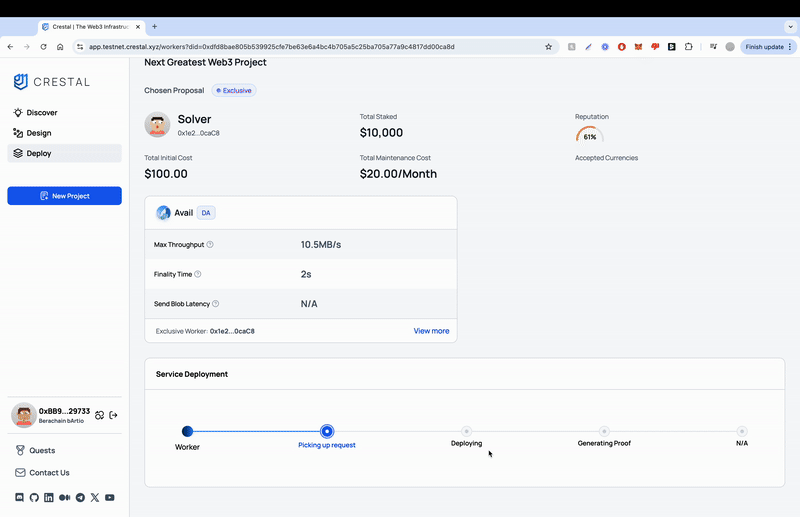 Crestal | The Web3 Infrastruc
app.testnet.crestal.xyz/workers?did=0xdfd8bae805b539925cfe7be63e6a4bc4b705a5c25ba705a77a9c4817dd00ca8d
Finish update
CRESTAL
Discover
Design
Deploy
New Project
0xBB9...29733
Berachain bArtio
Quests
Contact Us
Next Greatest Web3 Project
Chosen Proposal Exclusive
Solver
0x1e2...0caC8
Total Staked
$10,000
Reputation
61%
Total Initial Cost
$100.00
Total Maintenance Cost
$20.00/Month
Accepted Currencies
Avail DA
Max Throughput 10.5MB/s
Finality Time 2s
Send Blob Latency N/A
Exclusive Worker: 0x1e2...0caC8 View more
Service Deployment
Worker
Picking up request
Deploying
Generating Proof
N/A